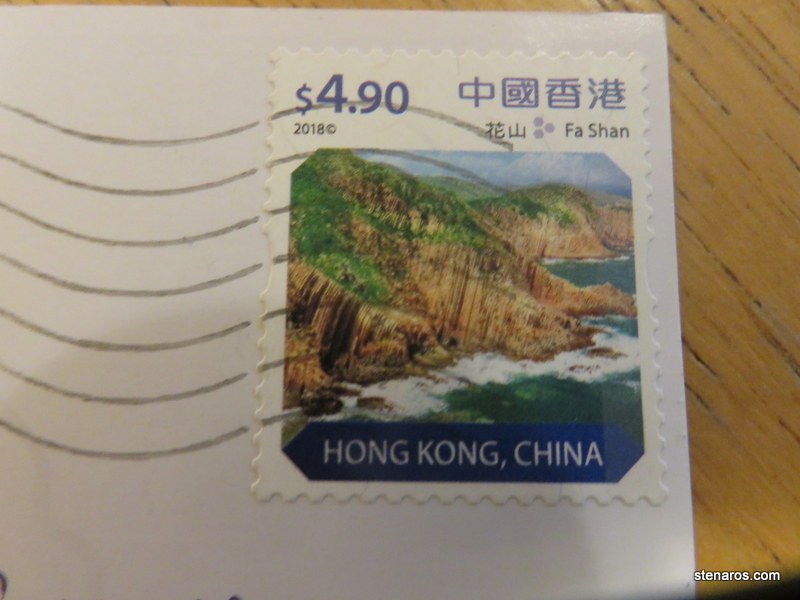 $4.90 中國香港
2018© 花山 Fa Shan
HONG KONG, CHINA
stenaros.com